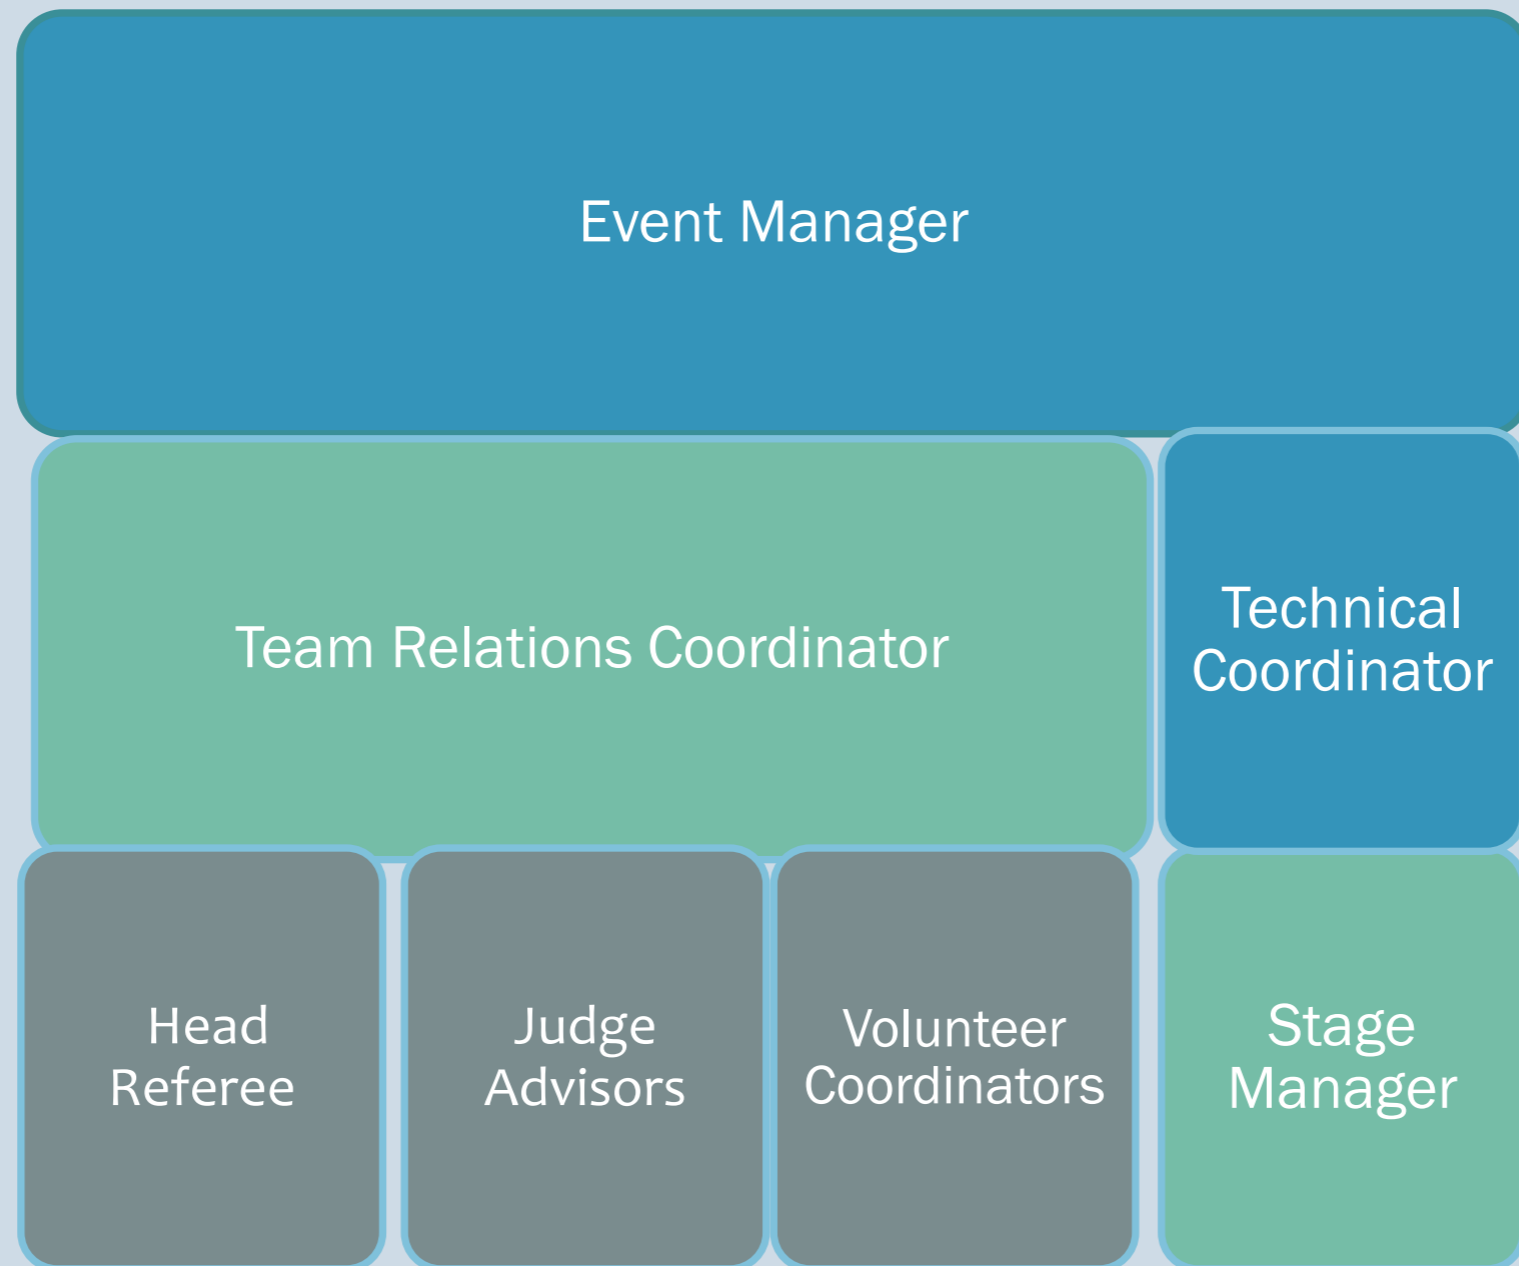 Event Manager
Team Relations Coordinator
Technical
Coordinator
Head
Referee
Judge
Advisors
Volunteer
Coordinators
Stage
Manager